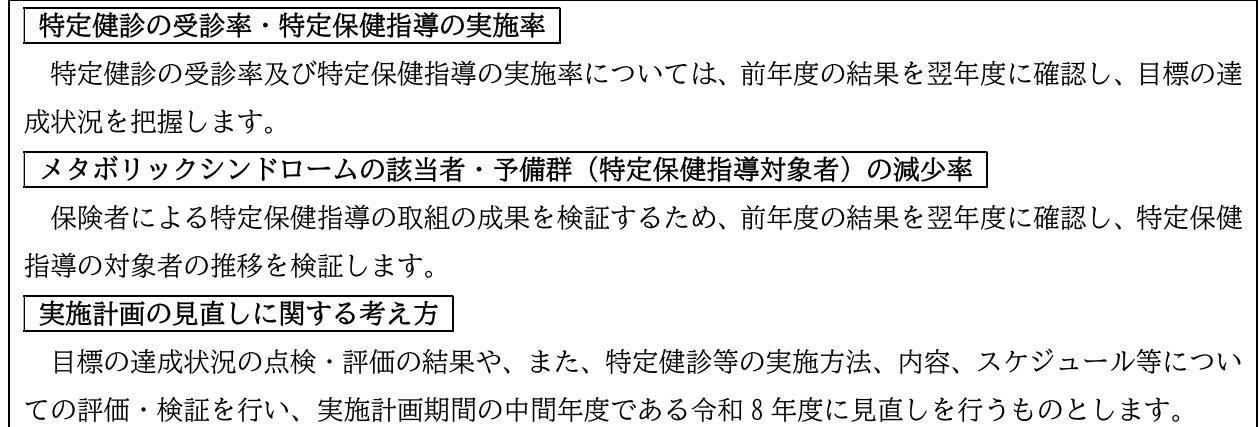 特定健診の受診率・特定保健指導の実施率
特定健診の受診率及び特定保健指導の実施率については、前年度の結果を翌年度に確認し、目標の達
成状況を把握します。
メタボリックシンドロームの該当者・予備群（特定保健指導対象者）の減少率
保険者による特定保健指導の取組の成果を検証するため、前年度の結果を翌年度に確認し、特定保健
指導の対象者の推移を検証します。
実施計画の見直しに関する考え方
目標の達成状況の点検・評価の結果や、また、特定健診等の実施方法、内容、スケジュール等につい
ての評価・検証を行い、実施計画期間の中間年度である令和8年度に見直しを行うものとします。